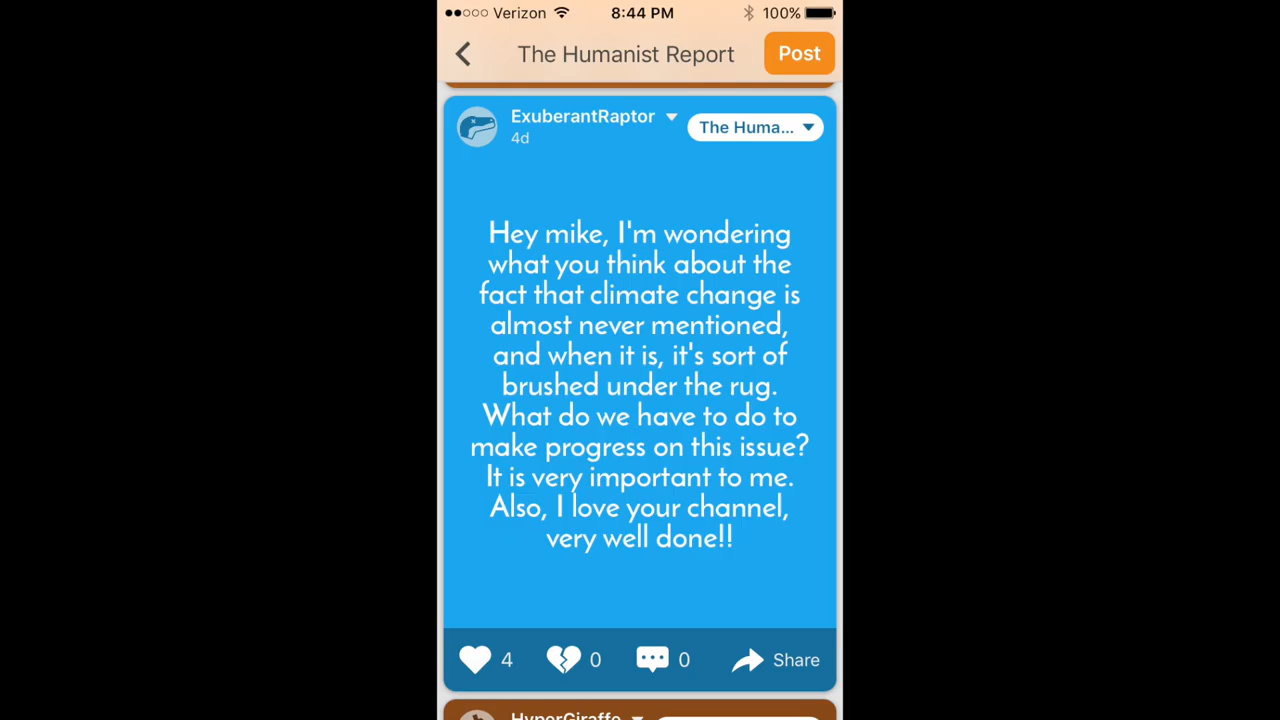 Verizon 8:44 PM 100%
The Humanist Report Post
ExuberantRaptor
4d
The Huma...
Hey mike, I'm wondering
what you think about the
fact that climate change is
almost never mentioned,
and when it is, it's sort of
brushed under the rug.
What do we have to do to
make progress on this issue?
It is very important to me.
Also, I love your channel,
very well done!!
4 0 0 Share
HyperGiraffe